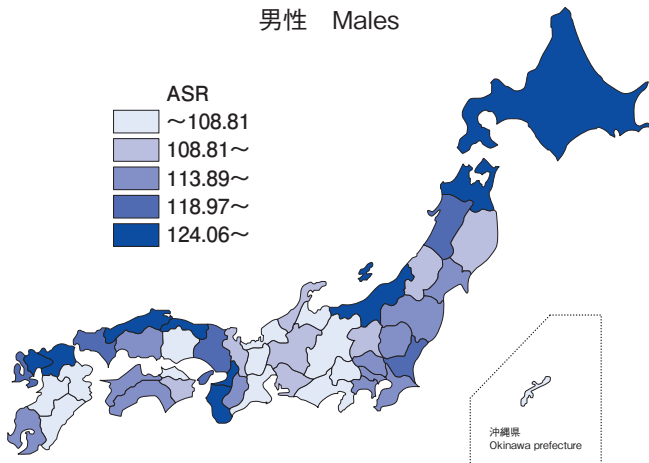 男性　Males
ASR
～108.81
108.81～
113.89～
118.97～
124.06～
沖縄県
Okinawa prefecture